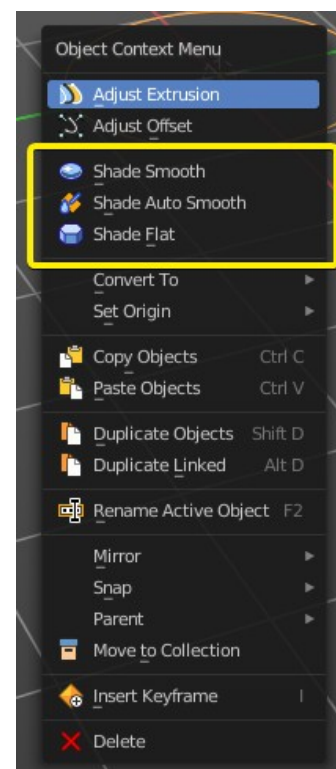 Object Context Menu
Adjust Extrusion
Adjust Offset
Shade Smooth
Shade Auto Smooth
Shade Flat
Convert To
Set Origin
Copy Objects Ctrl C
Paste Objects Ctrl V
Duplicate Objects Shift D
Duplicate Linked Alt D
Rename Active Object F2
Mirror
Snap
Parent
Move to Collection
Insert Keyframe I
Delete